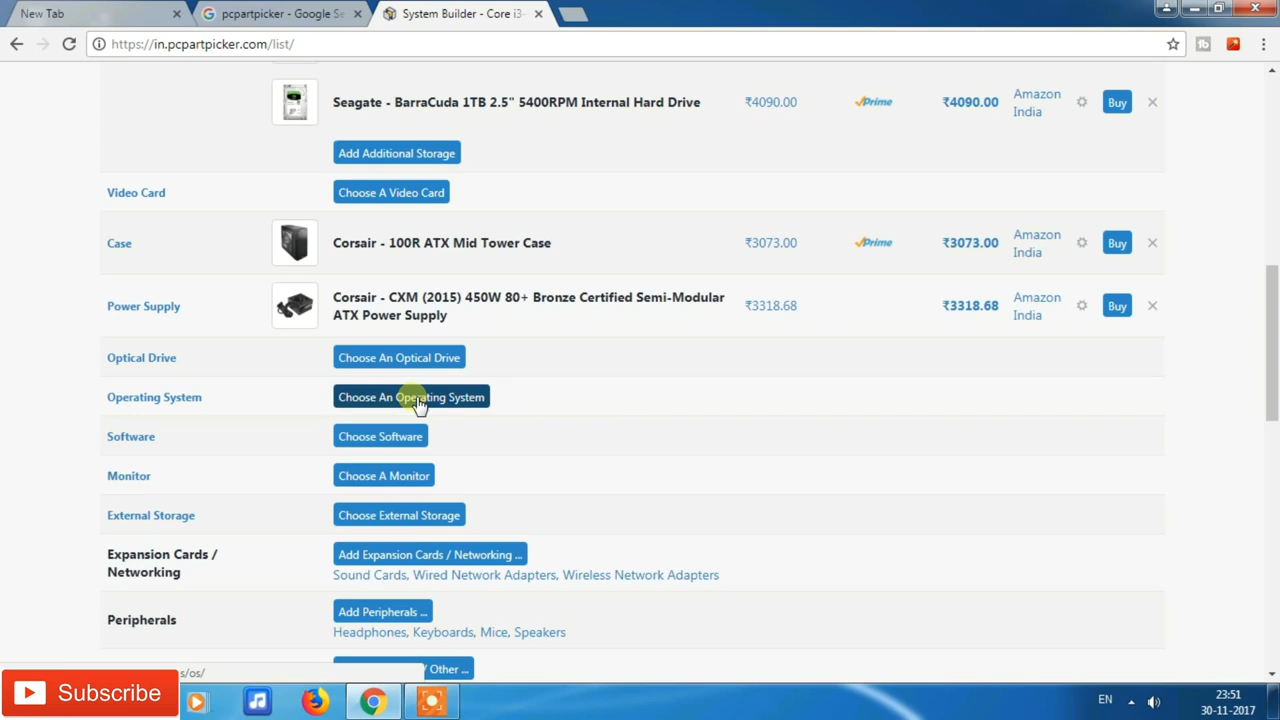 New Tab
pcpartpicker - Google Se
System Builder - Core i3-
https://in.pcpartpicker.com/list/
Seagate - BarraCuda 1TB 2.5" 5400RPM Internal Hard Drive
₹4090.00
Prime
₹4090.00
Amazon
India
Buy
Add Additional Storage
Video Card
Choose A Video Card
Case
Corsair - 100R ATX Mid Tower Case
₹3073.00
Prime
₹3073.00
Amazon
India
Buy
Power Supply
Corsair - CXM (2015) 450W 80+ Bronze Certified Semi-Modular
ATX Power Supply
₹3318.68
₹3318.68
Amazon
India
Buy
Optical Drive
Choose An Optical Drive
Operating System
Choose An Operating System
Software
Choose Software
Monitor
Choose A Monitor
External Storage
Choose External Storage
Expansion Cards /
Networking
Add Expansion Cards / Networking ...
Sound Cards, Wired Network Adapters, Wireless Network Adapters
Peripherals
Add Peripherals ...
Headphones, Keyboards, Mice, Speakers
/ Other ...
s/os/
Subscribe
EN
23:51
30-11-2017